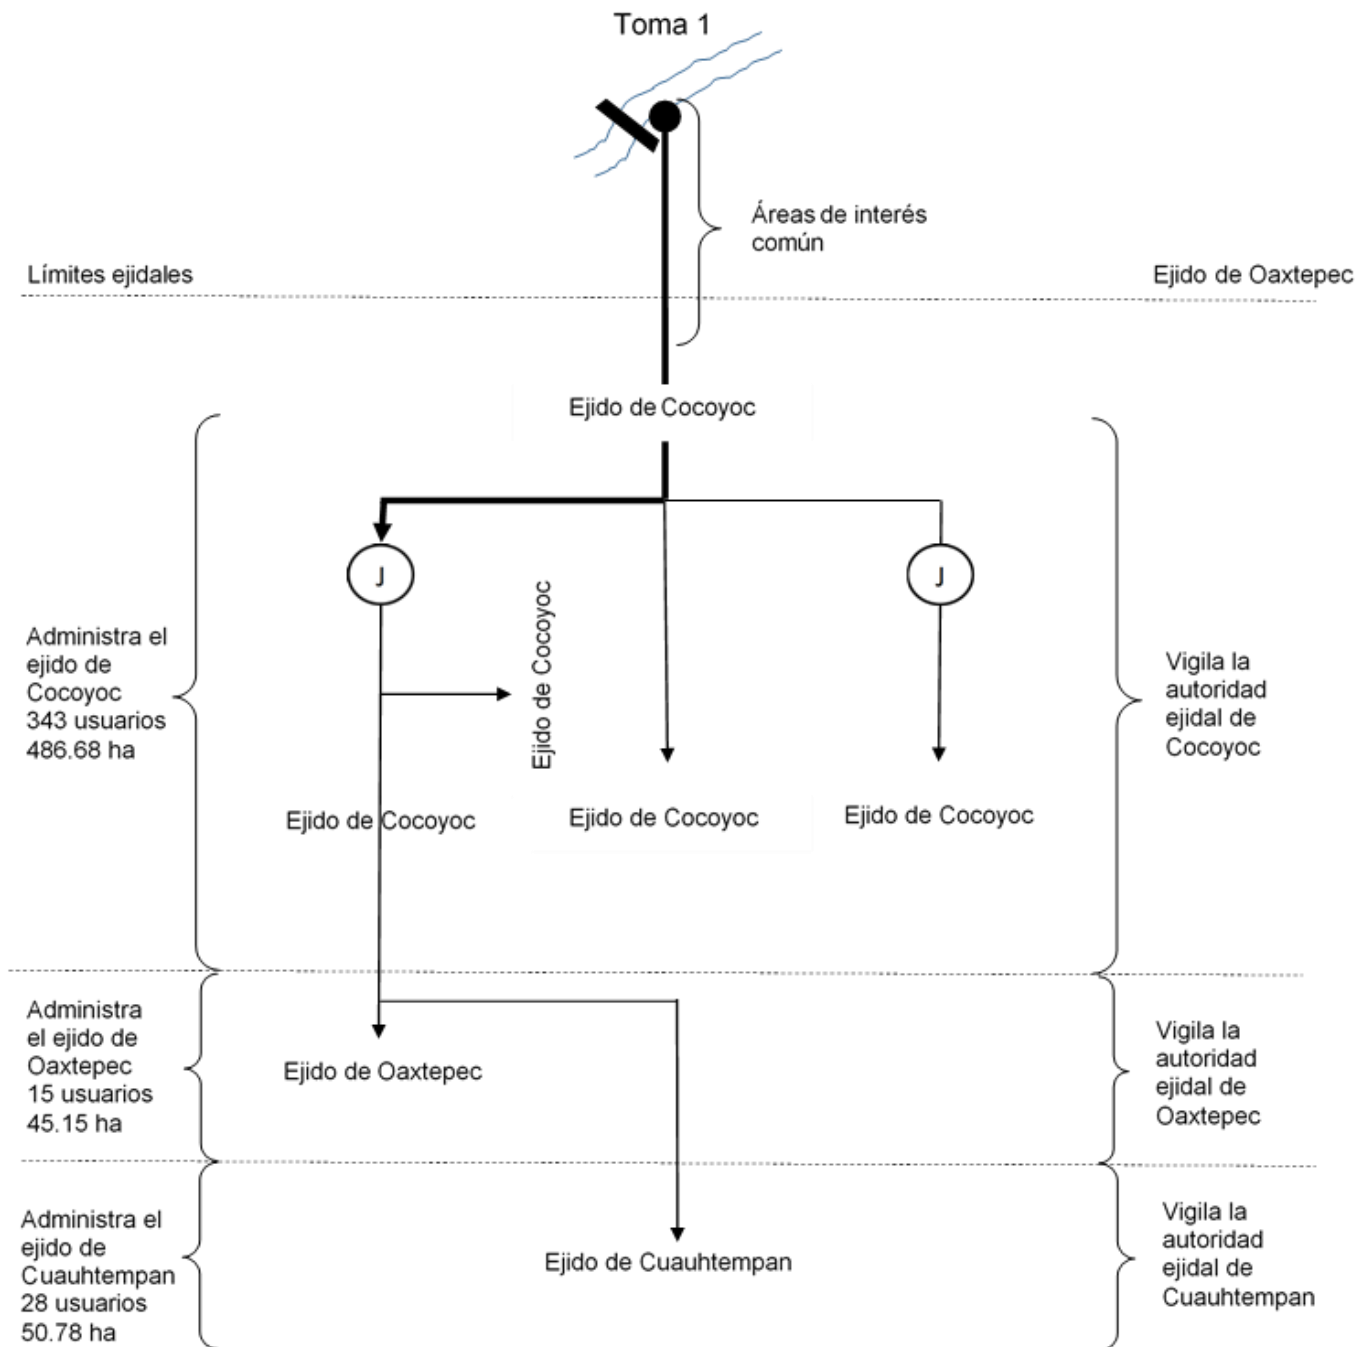 Toma 1
Áreas de interés
común
Límites ejidales
Ejido de Oaxtepec
Ejido de Cocoyoc
J
J
Ejido de Cocoyoc
Administra el
ejido de
Cocoyoc
343 usuarios
486.68 ha
Vigila la
autoridad
ejidal de
Cocoyoc
Ejido de Cocoyoc
Ejido de Cocoyoc
Ejido de Cocoyoc
Administra
el ejido de
Oaxtepec
15 usuarios
45.15 ha
Ejido de Oaxtepec
Vigila la
autoridad
ejidal de
Oaxtepec
Administra el
ejido de
Cuauhtempan
28 usuarios
50.78 ha
Ejido de Cuauhtempan
Vigila la
autoridad
ejidal de
Cuauhtempan